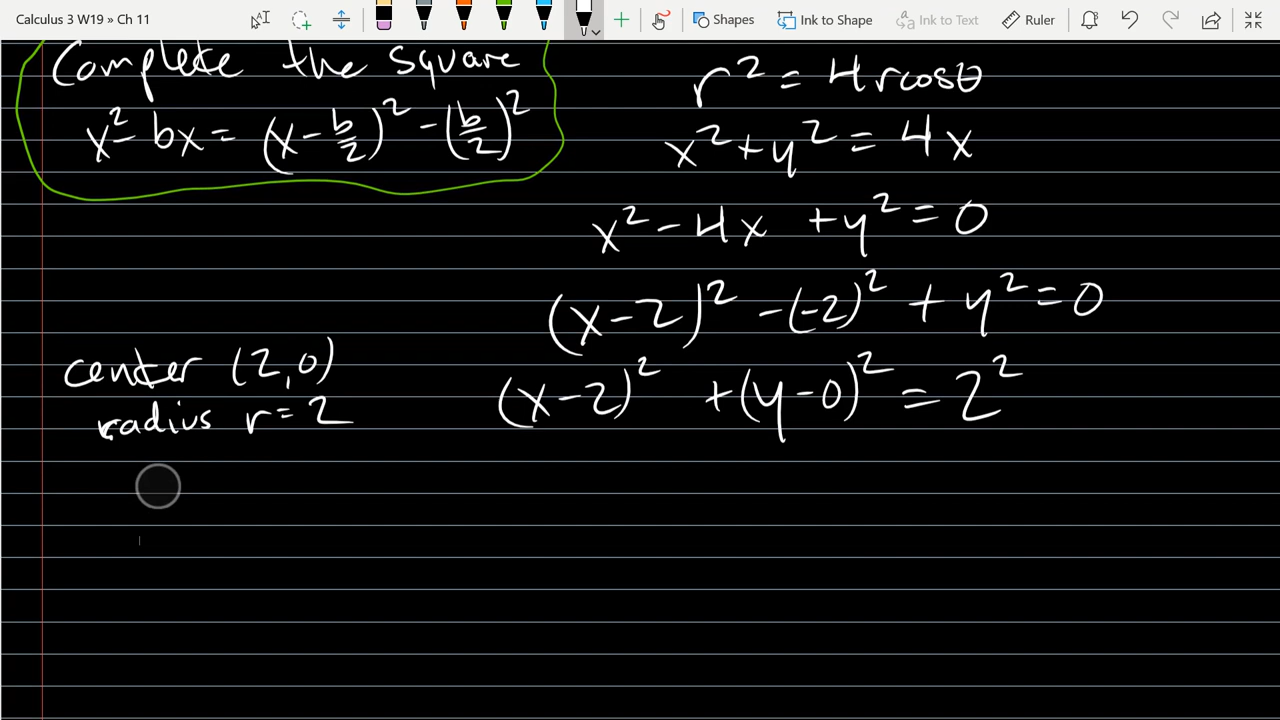 Calculus 3 W19 » Ch 11
Shapes
Ink to Shape
Ink to Text
Ruler
Complete the square
x² - bx = (x - b/2)² - (b/2)²
r² = 4rcosθ
x² + y² = 4x
x² - 4x + y² = 0
(x - 2)² - (-2)² + y² = 0
(x - 2)² + (y - 0)² = 2²
center (2,0)
radius r = 2